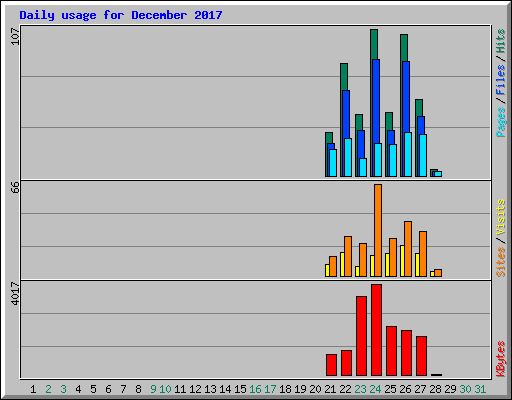 Daily usage for December 2017
107
Pages / Files / Hits
66
Sites / Visits
4017
KBytes
1 2 3 4 5 6 7 8 9 10 11 12 13 14 15 16 17 18 19 20 21 22 23 24 25 26 27 28 29 30 31